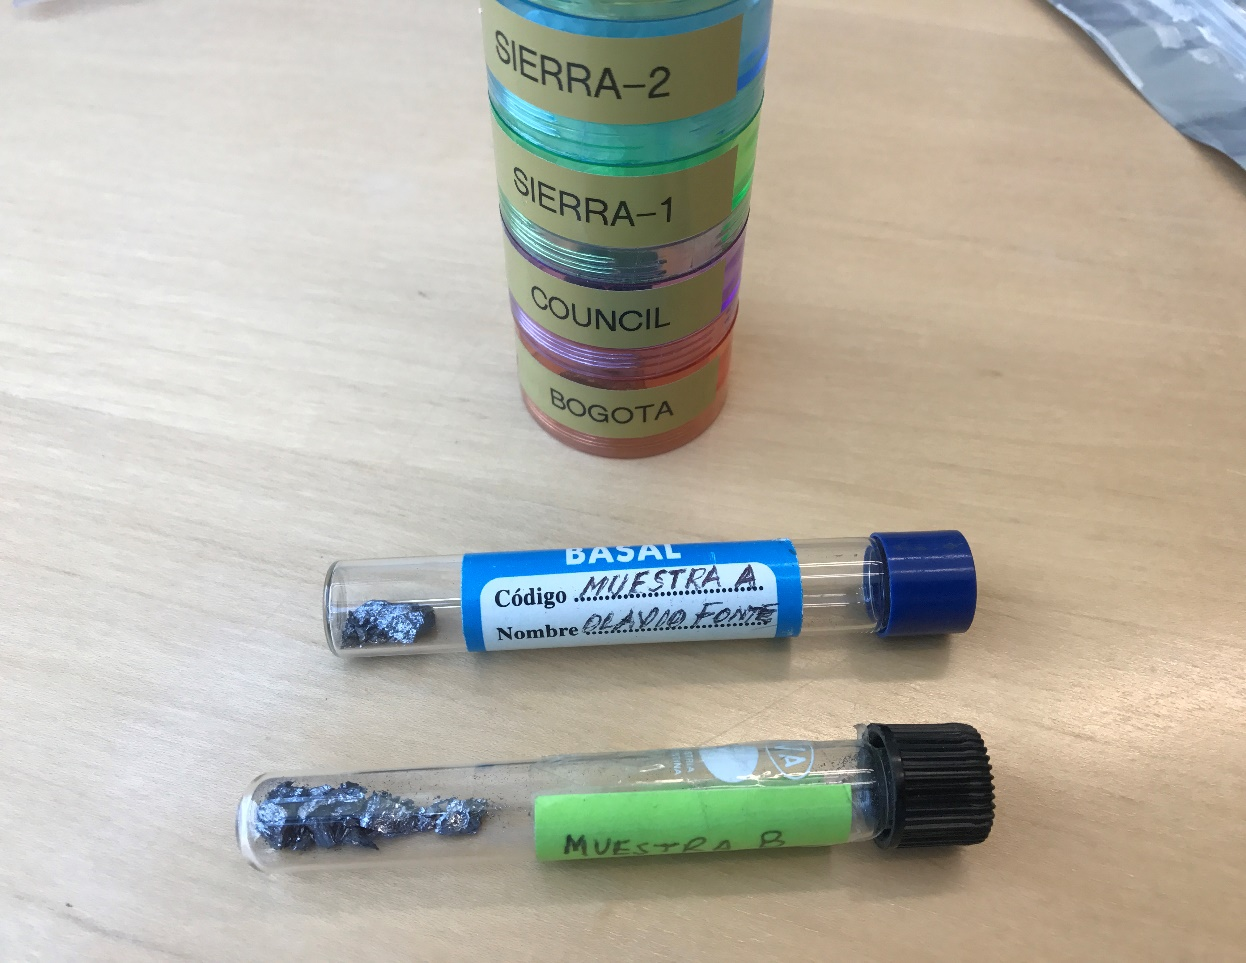 SIERRA-2
SIERRA-1
COUNCIL
BOGOTA
BASAL
Código MUESTRA A
Nombre OLAVIO FONTE
MUESTRA B